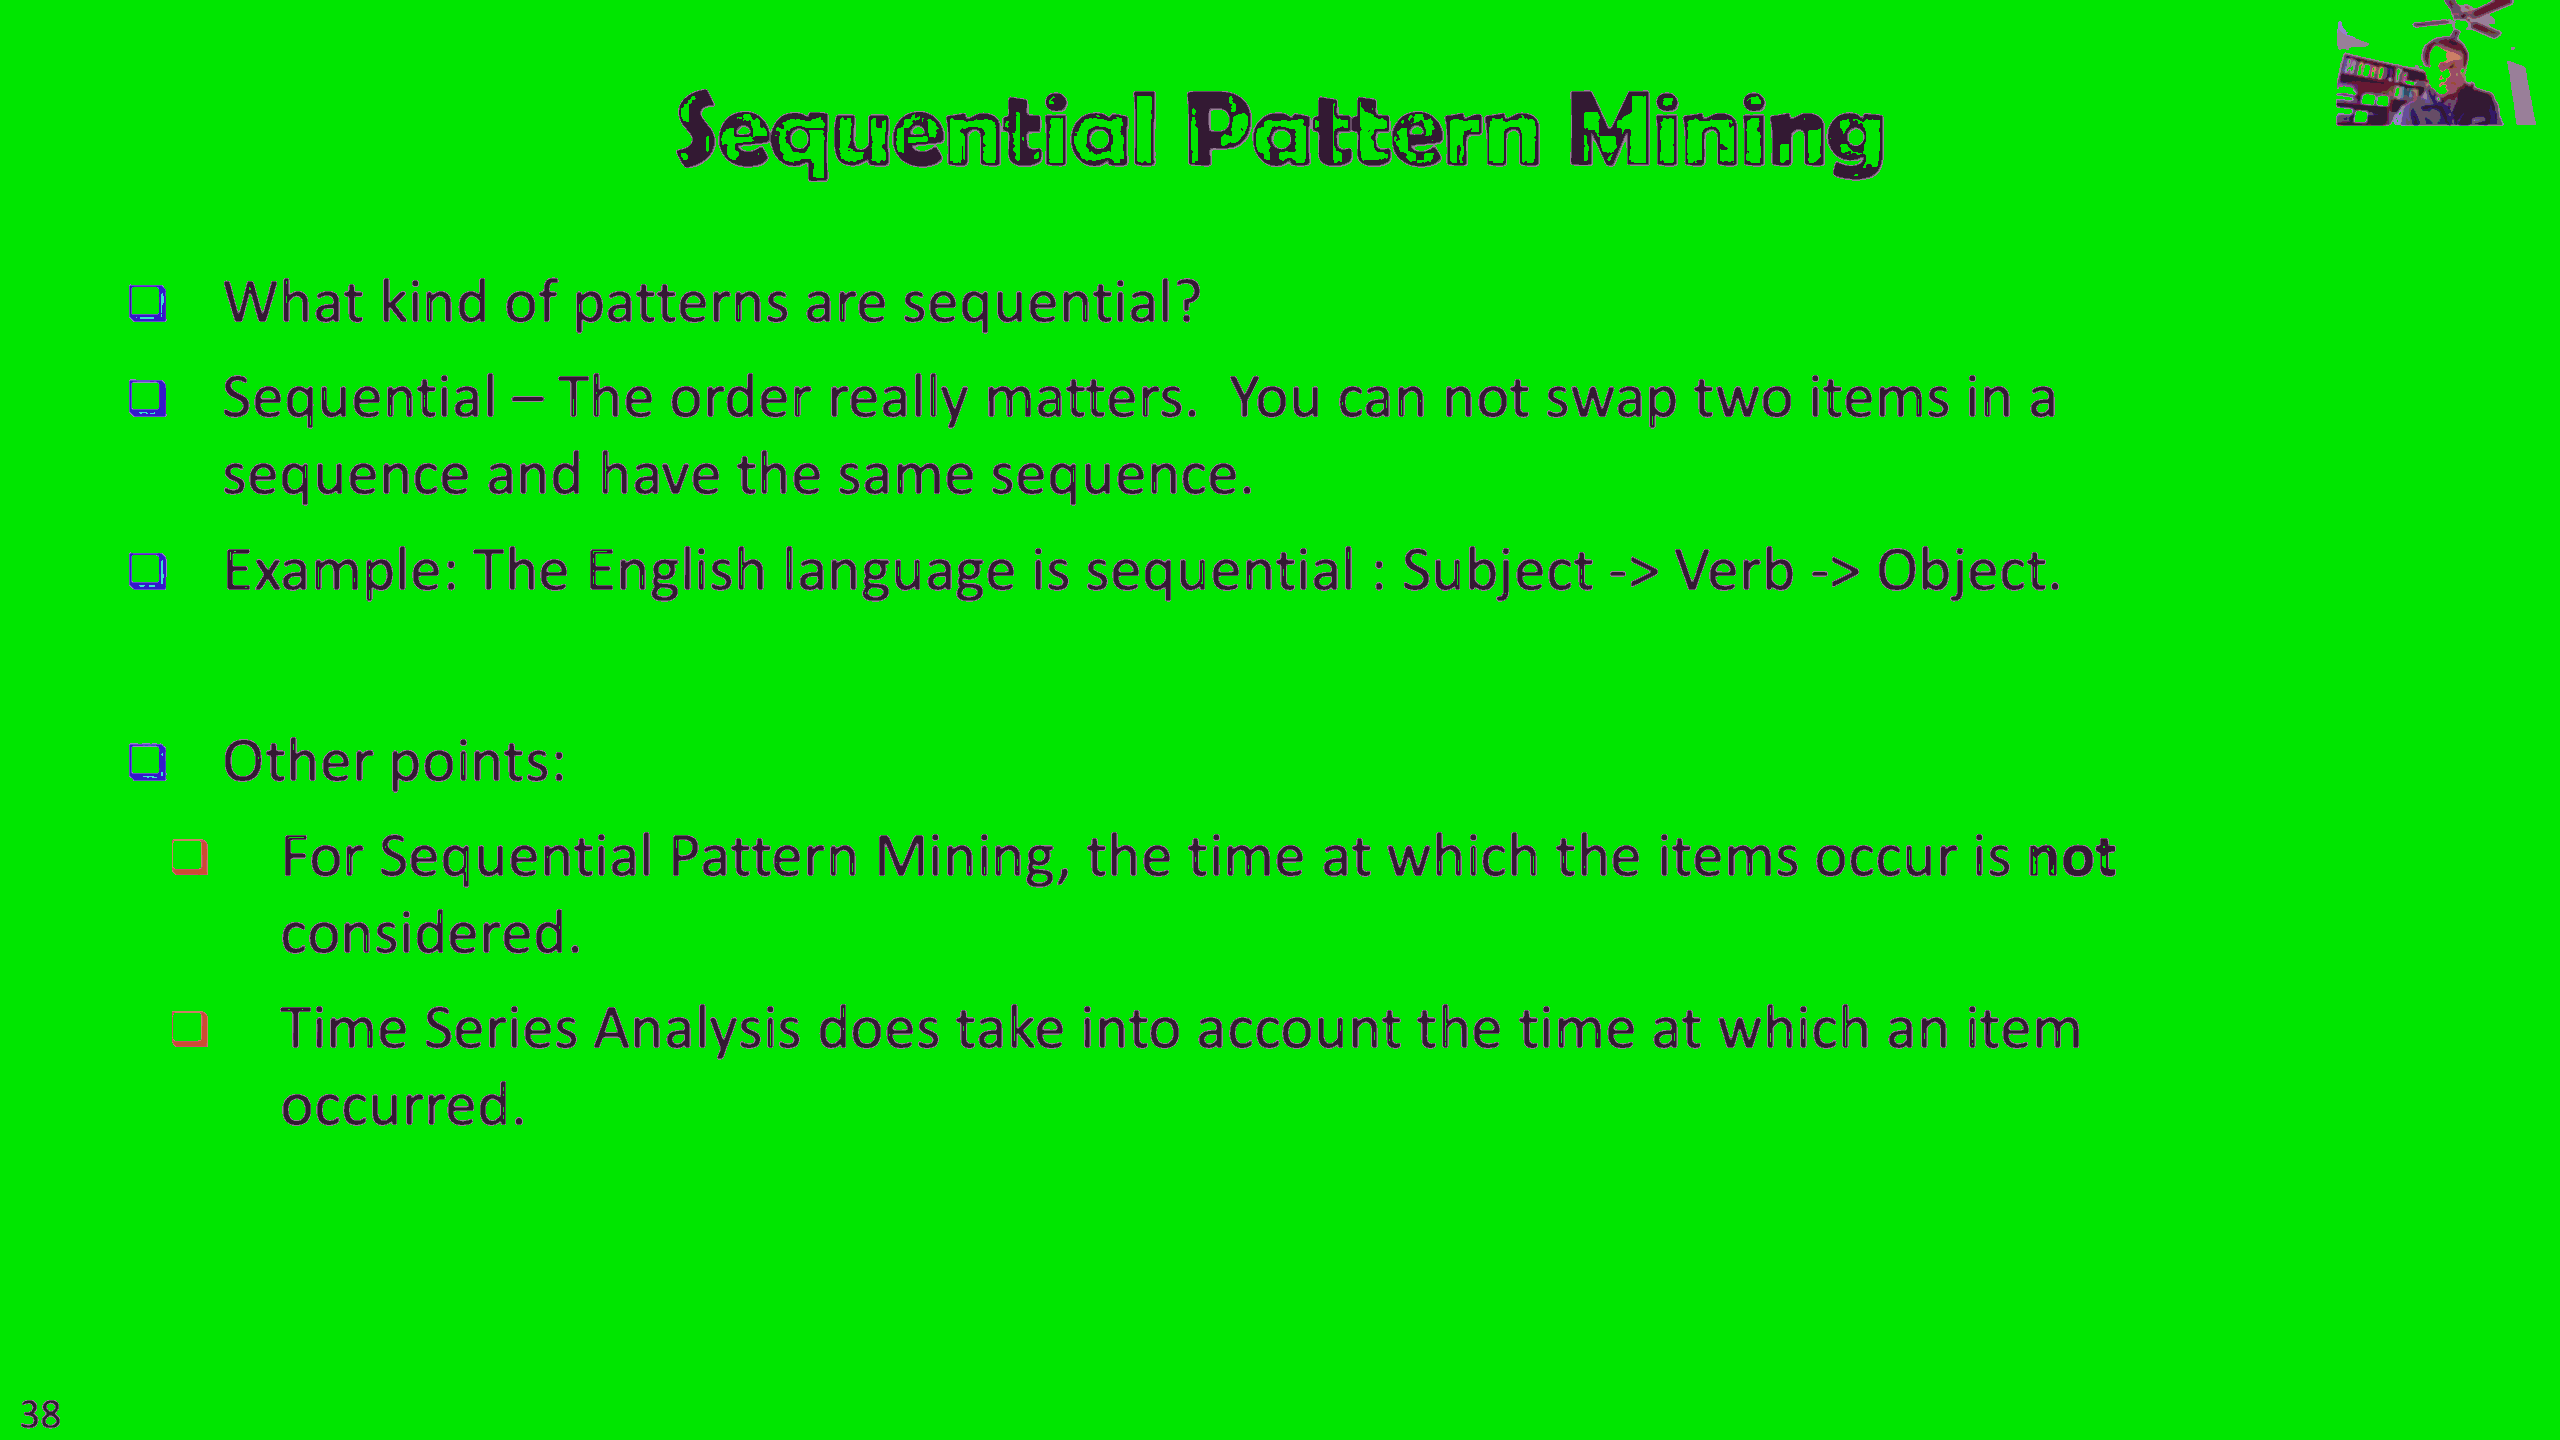 Sequential Pattern Mining
What kind of patterns are sequential?
Sequential – The order really matters.  You can not swap two items in a
sequence and have the same sequence.
Example: The English language is sequential : Subject -> Verb -> Object.
Other points:
For Sequential Pattern Mining, the time at which the items occur is not
considered.
Time Series Analysis does take into account the time at which an item
occurred.
38